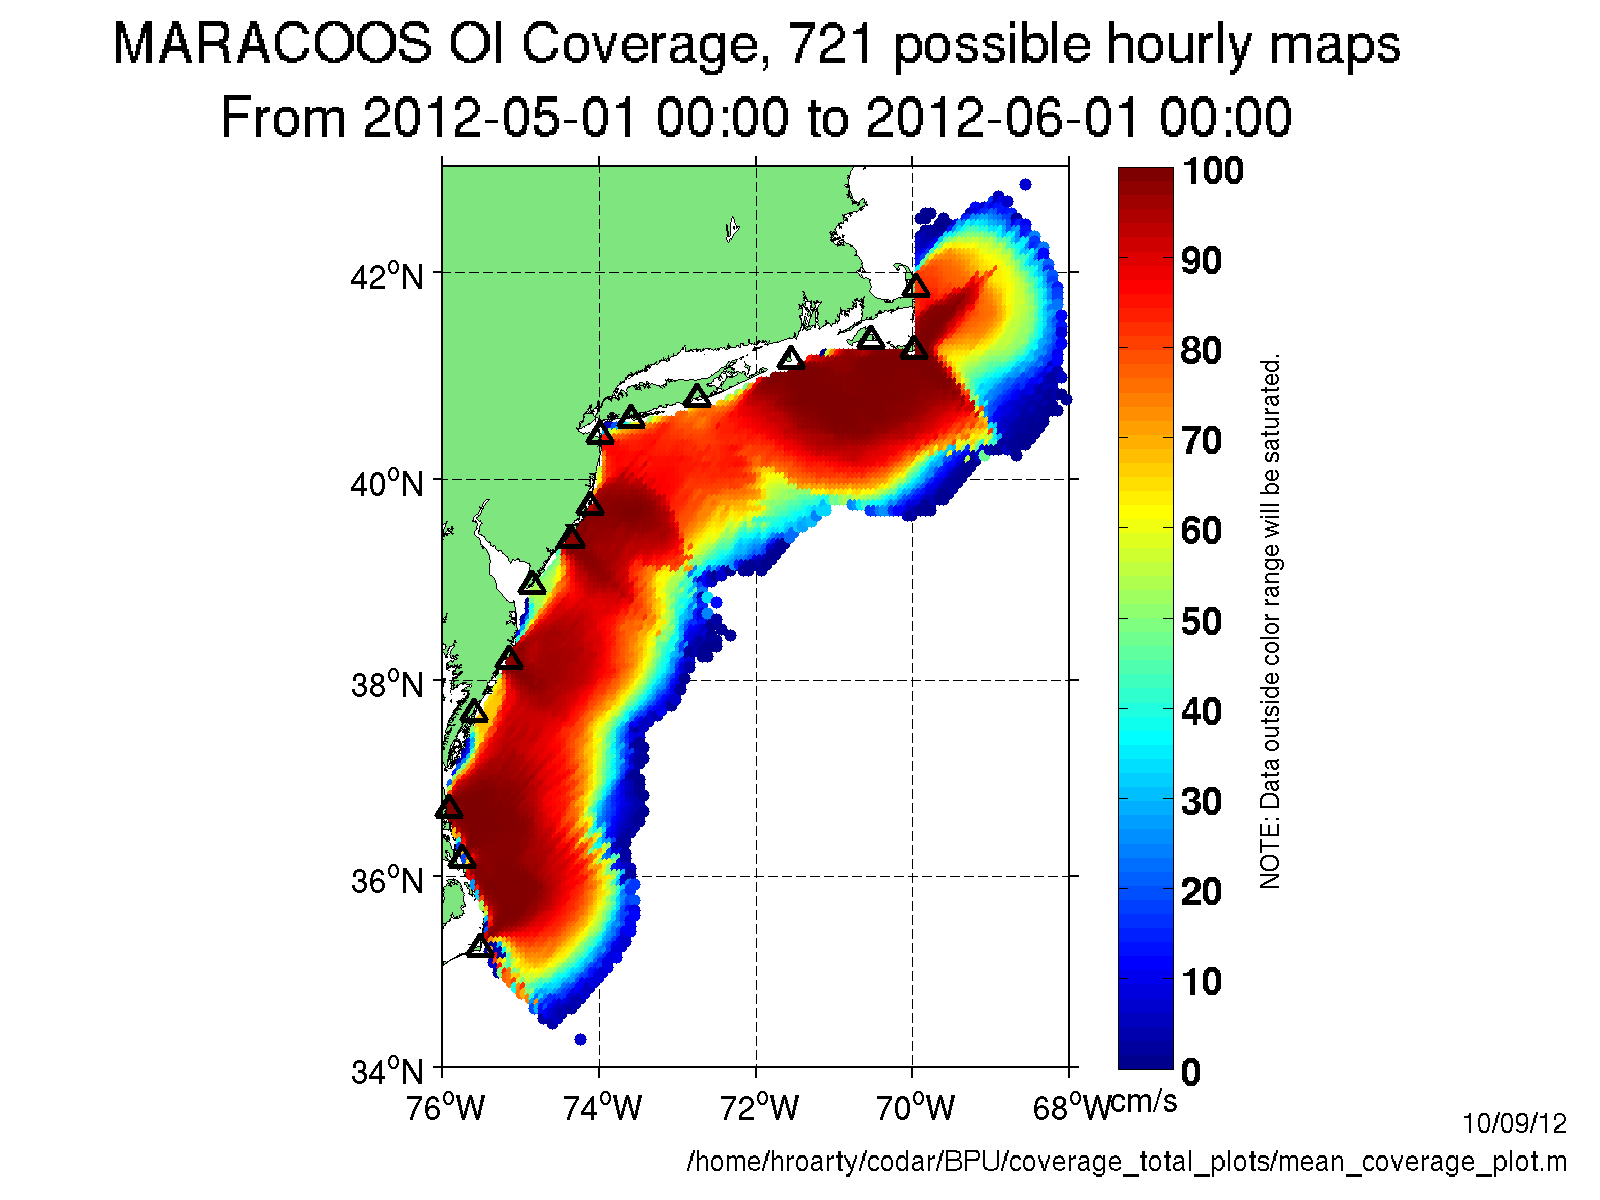 MARACOOS OI Coverage, 721 possible hourly maps
From 2012-05-01 00:00 to 2012-06-01 00:00
42°N
40°N
38°N
36°N
34°N
76°W
74°W
72°W
70°W
68°W
100
90
80
70
60
50
40
30
20
10
0
cm/s
NOTE: Data outside color range will be saturated.
10/09/12
/home/hroarty/codar/BPU/coverage_total_plots/mean_coverage_plot.m